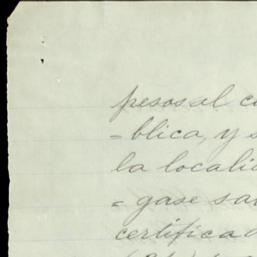 pesos al c
= blica, y s
la locali
= gase sa
certifica